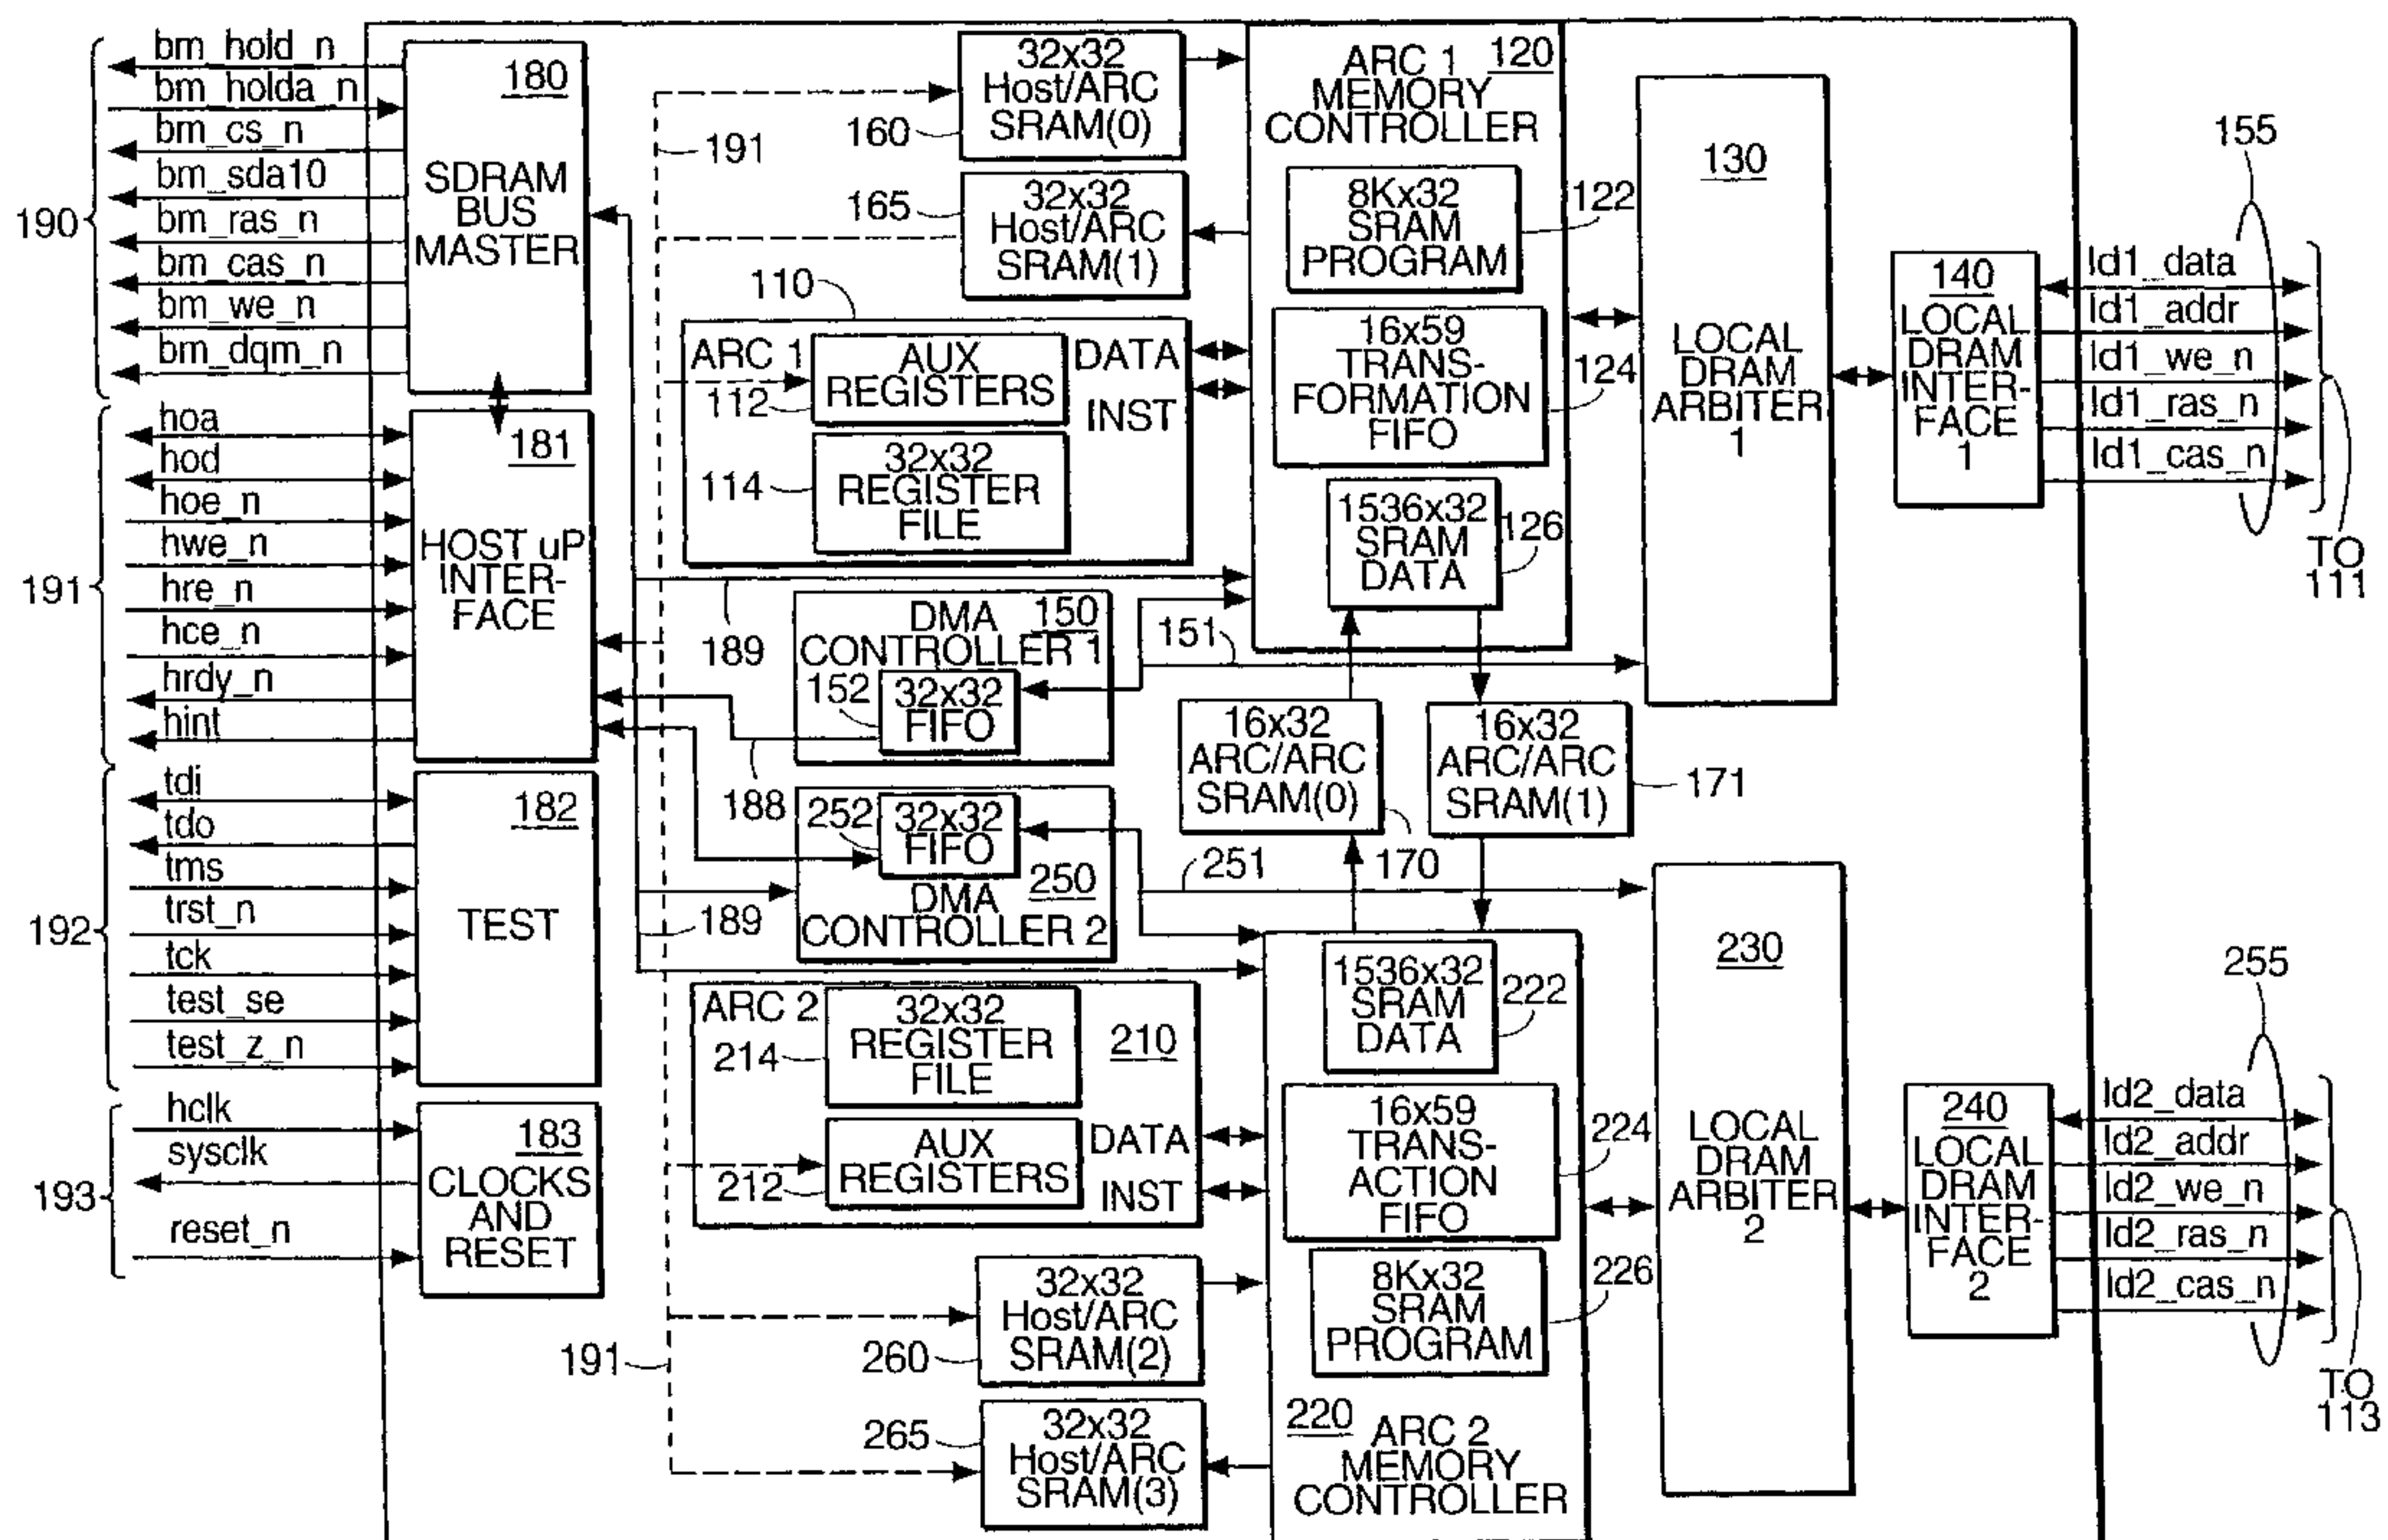 190
bm_hold_n
bm_holda_n
bm_cs_n
bm_sda10
bm_ras_n
bm_cas_n
bm_we_n
bm_dqm_n
180
SDRAM
BUS
MASTER
191
hoa
hod
hoe_n
hwe_n
hre_n
hce_n
hrdy_n
hint
181
HOST uP
INTER-
FACE
192
tdi
tdo
tms
trst_n
tck
test_se
test_z_n
182
TEST
193
hclk
sysclk
reset_n
183
CLOCKS
AND
RESET
191
32x32
Host/ARC
SRAM(0)
160
32x32
Host/ARC
SRAM(1)
165
110
ARC 1
AUX
REGISTERS
112
32x32
REGISTER
FILE
114
DATA
INST
189
150
DMA
CONTROLLER 1
32x32
FIFO
152
188
252
32x32
FIFO
250
DMA
CONTROLLER 2
189
ARC 2
32x32
REGISTER
FILE
214
210
AUX
REGISTERS
212
DATA
INST
32x32
Host/ARC
SRAM(2)
260
191
32x32
Host/ARC
SRAM(3)
265
ARC 1
MEMORY
CONTROLLER
120
8Kx32
SRAM
PROGRAM
122
16x59
TRANS-
FORMATION
FIFO
124
1536x32
SRAM
DATA
126
151
16x32
ARC/ARC
SRAM(0)
170
16x32
ARC/ARC
SRAM(1)
171
251
1536x32
SRAM
DATA
222
16x59
TRANS-
ACTION
FIFO
224
8Kx32
SRAM
PROGRAM
226
220
ARC 2
MEMORY
CONTROLLER
130
LOCAL
DRAM
ARBITER
1
140
LOCAL
DRAM
INTER-
FACE
1
155
ld1_data
ld1_addr
ld1_we_n
ld1_ras_n
ld1_cas_n
TO
111
230
LOCAL
DRAM
ARBITER
2
240
LOCAL
DRAM
INTER-
FACE
2
255
ld2_data
ld2_addr
ld2_we_n
ld2_ras_n
ld2_cas_n
TO
113